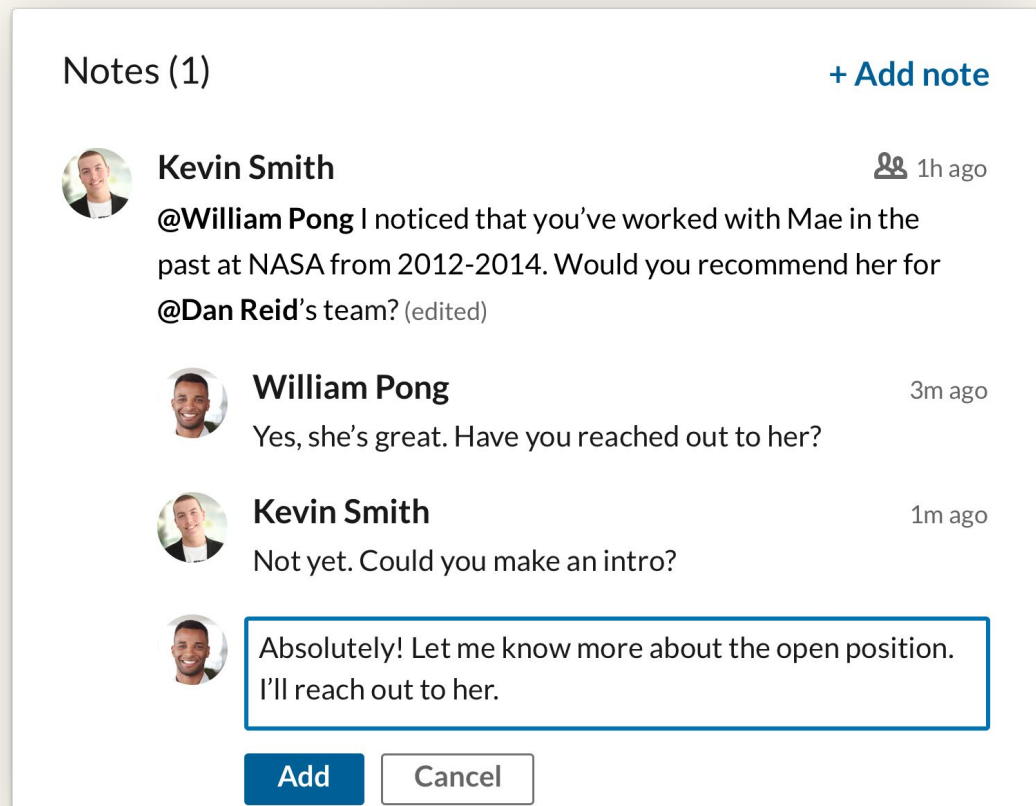 Notes (1)
+ Add note
Kevin Smith
1h ago
@William Pong I noticed that you’ve worked with Mae in the
past at NASA from 2012-2014. Would you recommend her for
@Dan Reid’s team? (edited)
William Pong
3m ago
Yes, she’s great. Have you reached out to her?
Kevin Smith
1m ago
Not yet. Could you make an intro?
Absolutely! Let me know more about the open position.
I’ll reach out to her.
Add
Cancel